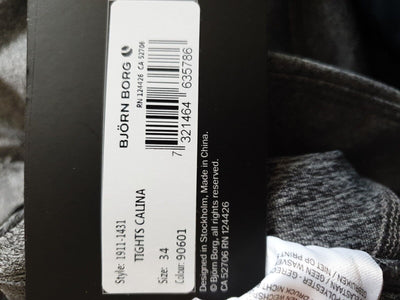 BJÖRN BORG
RN 124426 CA 52706
7 321464 635786
Style: 1911-1431
TIGHTS CALINA
Size: 34
Colour: 90601
Designed in Stockholm, Made in China.
© Björn Borg, all rights reserved.
CA 52706 RN 124426